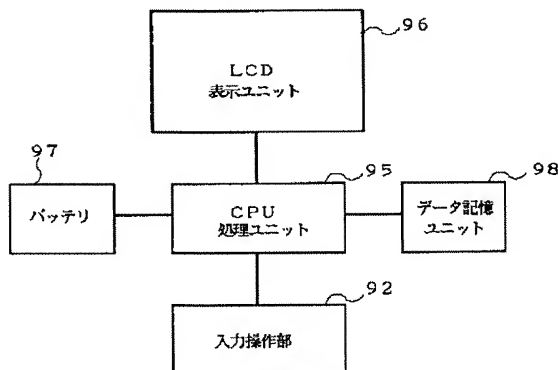 96
LCD
表示ユニット
97
95
98
バッテリ
CPU
処理ユニット
データ記憶
ユニット
92
入力操作部